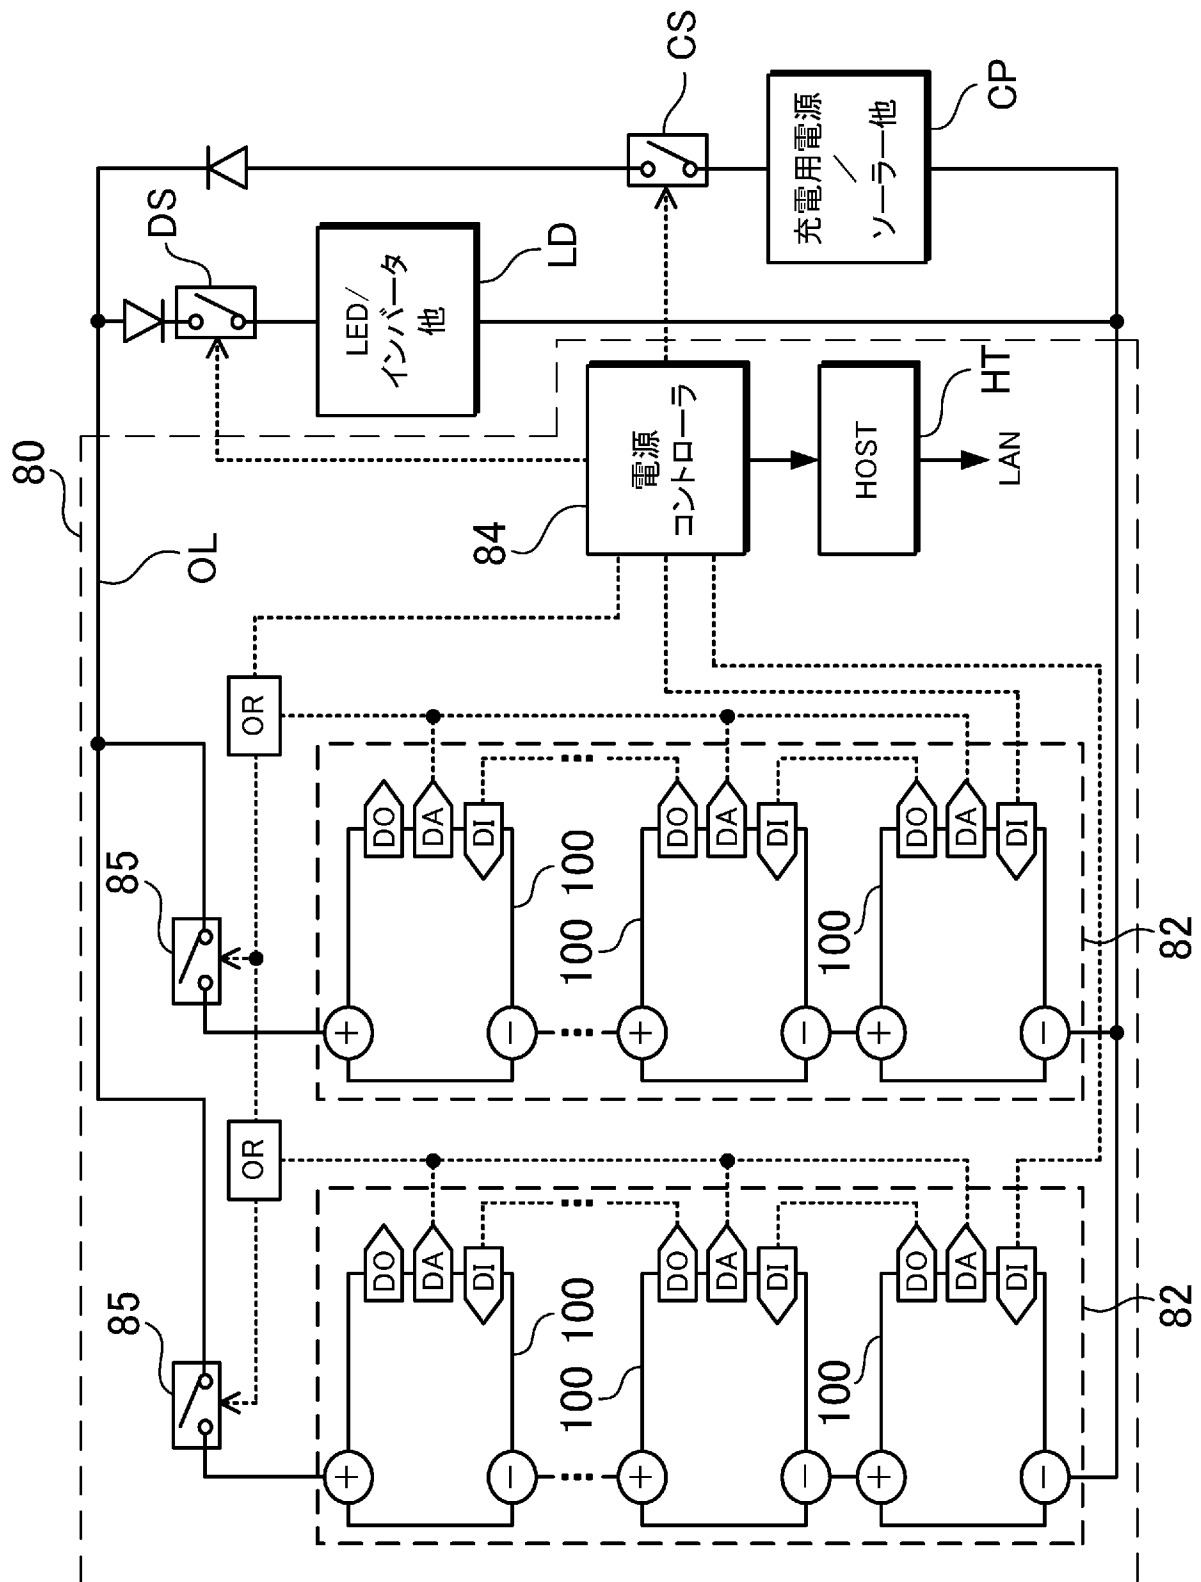 80
OL
DS
LED/
インバータ
他
LD
CS
充電用電源
/
ソーラー他
CP
84
電源
コントローラ
HOST
HT
LAN
85
OR
DO
DA
DI
100
+
-
100
DO
DA
DI
+
-
100
DO
DA
DI
+
-
82
85
OR
DO
DA
DI
100
+
-
100
DO
DA
DI
+
-
100
DO
DA
DI
+
-
82